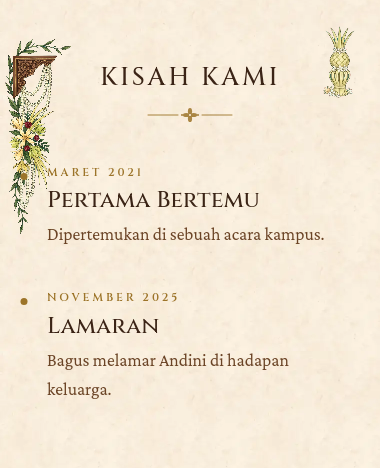 KISAH KAMI
MARET 2021
PERTAMA BERTEMU
Dipertemukan di sebuah acara kampus.
NOVEMBER 2025
LAMARAN
Bagus melamar Andini di hadapan
keluarga.